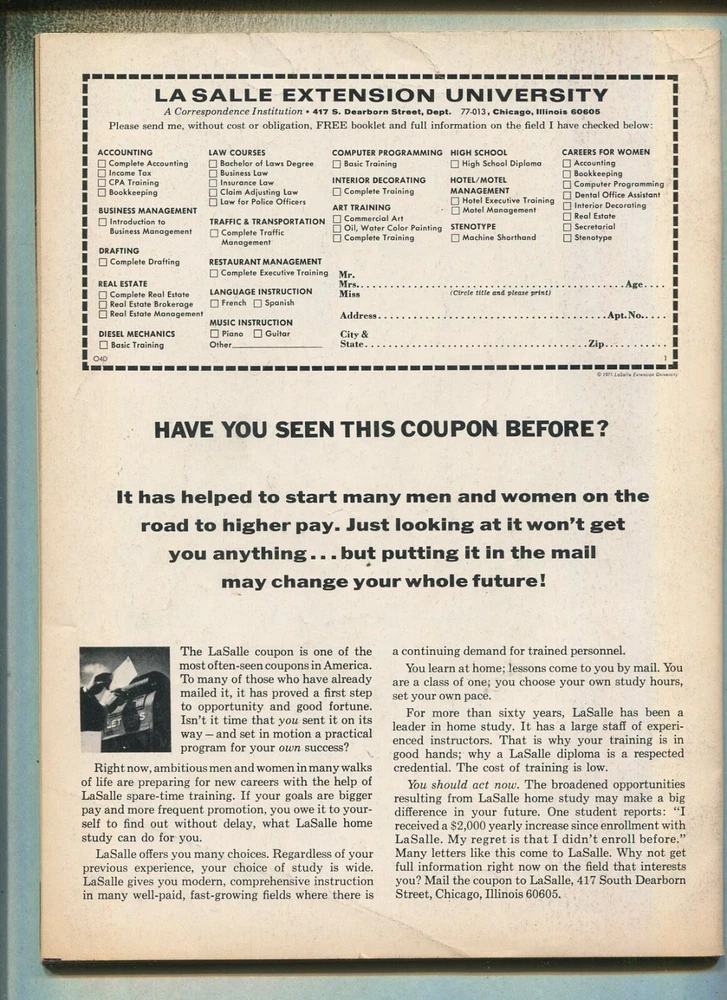 LA SALLE EXTENSION UNIVERSITY
A Correspondence Institution • 417 S. Dearborn Street, Dept. 77-013, Chicago, Illinois 60605
Please send me, without cost or obligation, FREE booklet and full information on the field I have checked below:
ACCOUNTING
Complete Accounting
Income Tax
CPA Training
Bookkeeping
BUSINESS MANAGEMENT
Introduction to
Business Management
DRAFTING
Complete Drafting
REAL ESTATE
Complete Real Estate
Real Estate Brokerage
Real Estate Management
DIESEL MECHANICS
Basic Training
O4D
LAW COURSES
Bachelor of Laws Degree
Business Law
Insurance Law
Claim Adjusting Law
Law for Police Officers
TRAFFIC & TRANSPORTATION
Complete Traffic
Management
RESTAURANT MANAGEMENT
Complete Executive Training
LANGUAGE INSTRUCTION
French Spanish
MUSIC INSTRUCTION
Piano Guitar
Other
COMPUTER PROGRAMMING
Basic Training
INTERIOR DECORATING
Complete Training
ART TRAINING
Commercial Art
Oil, Water Color Painting
Complete Training
HIGH SCHOOL
High School Diploma
HOTEL/MOTEL
MANAGEMENT
Hotel Executive Training
Motel Management
STENOTYPE
Machine Shorthand
CAREERS FOR WOMEN
Accounting
Bookkeeping
Computer Programming
Dental Office Assistant
Interior Decorating
Real Estate
Secretarial
Stenotype
Mr.
Mrs. Age
Miss (Circle title and please print)
Address Apt. No.
City &
State Zip
1
© 1971 LaSalle Extension University
HAVE YOU SEEN THIS COUPON BEFORE?
It has helped to start many men and women on the
road to higher pay. Just looking at it won't get
you anything...but putting it in the mail
may change your whole future!
The LaSalle coupon is one of the
most often-seen coupons in America.
To many of those who have already
mailed it, it has proved a first step
to opportunity and good fortune.
Isn't it time that you sent it on its
way – and set in motion a practical
program for your own success?
Right now, ambitious men and women in many walks
of life are preparing for new careers with the help of
LaSalle spare-time training. If your goals are bigger
pay and more frequent promotion, you owe it to your-
self to find out without delay, what LaSalle home
study can do for you.
LaSalle offers you many choices. Regardless of your
previous experience, your choice of study is wide.
LaSalle gives you modern, comprehensive instruction
in many well-paid, fast-growing fields where there is
a continuing demand for trained personnel.
You learn at home; lessons come to you by mail. You
are a class of one; you choose your own study hours,
set your own pace.
For more than sixty years, LaSalle has been a
leader in home study. It has a large staff of experi-
enced instructors. That is why your training is in
good hands; why a LaSalle diploma is a respected
credential. The cost of training is low.
You should act now. The broadened opportunities
resulting from LaSalle home study may make a big
difference in your future. One student reports: "I
received a $2,000 yearly increase since enrollment with
LaSalle. My regret is that I didn't enroll before."
Many letters like this come to LaSalle. Why not get
full information right now on the field that interests
you? Mail the coupon to LaSalle, 417 South Dearborn
Street, Chicago, Illinois 60605.